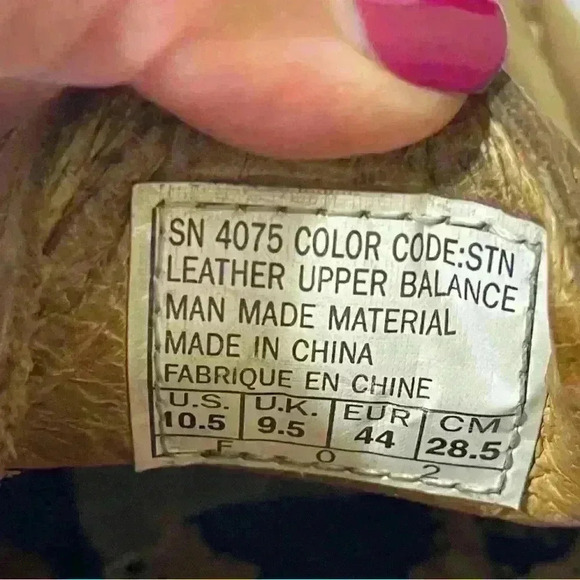 SN 4075 COLOR CODE:STN
LEATHER UPPER BALANCE
MAN MADE MATERIAL
MADE IN CHINA
FABRIQUE EN CHINE
U.S. U.K. EUR CM
10.5 9.5 44 28.5
F O 2